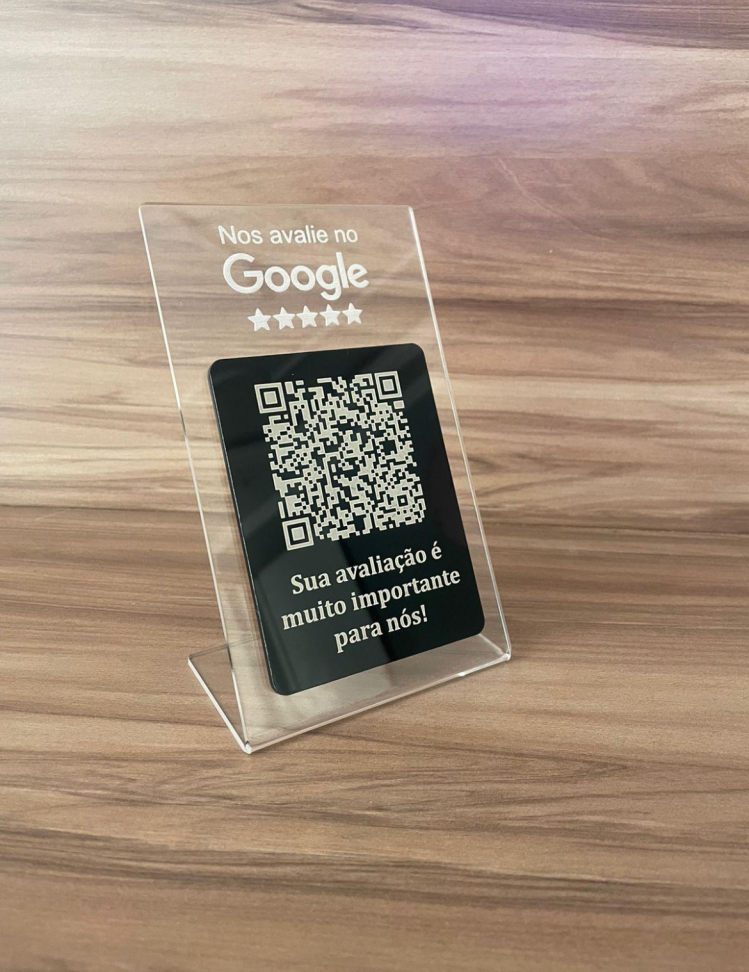 Nos avalie no
Google
Sua avaliação é
muito importante
para nós!